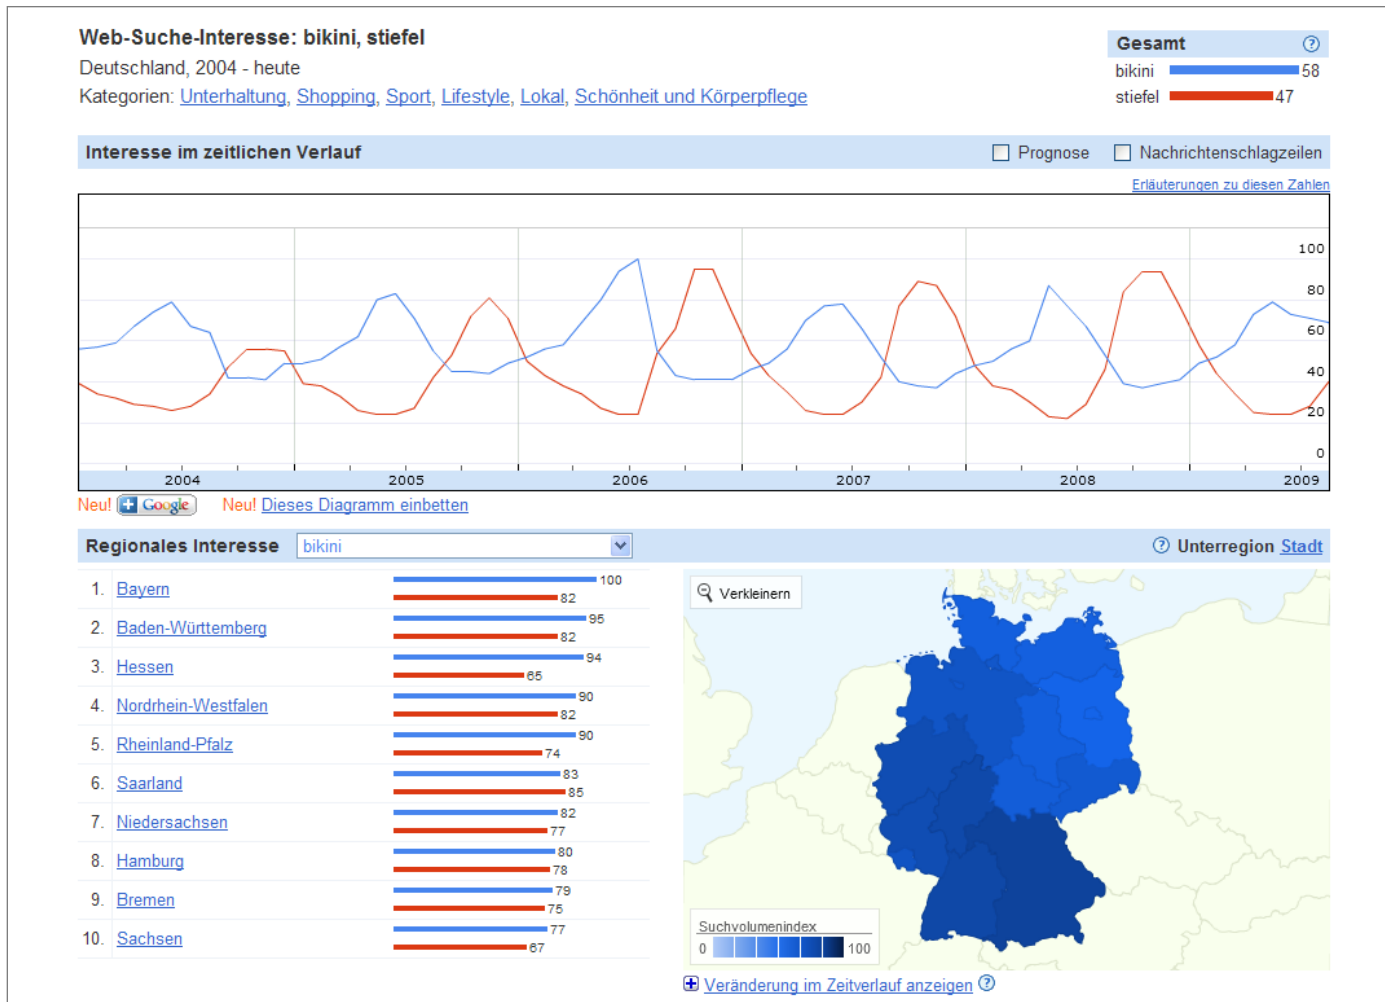 Web-Suche-Interesse: bikini, stiefel
Deutschland, 2004 - heute
Kategorien: Unterhaltung, Shopping, Sport, Lifestyle, Lokal, Schönheit und Körperpflege
Gesamt ?
bikini 58
stiefel 47
Interesse im zeitlichen Verlauf Prognose Nachrichtenschlagzeilen
Erläuterungen zu diesen Zahlen
100
80
60
40
20
0
2004 2005 2006 2007 2008 2009
Neu! + Google Neu! Dieses Diagramm einbetten
Regionales Interesse bikini ? Unterregion Stadt
1. Bayern 100
82
2. Baden-Württemberg 95
82
3. Hessen 94
65
4. Nordrhein-Westfalen 90
82
5. Rheinland-Pfalz 90
74
6. Saarland 83
85
7. Niedersachsen 82
77
8. Hamburg 80
78
9. Bremen 79
75
10. Sachsen 77
67
Verkleinern
Suchvolumenindex
0 100
+ Veränderung im Zeitverlauf anzeigen ?